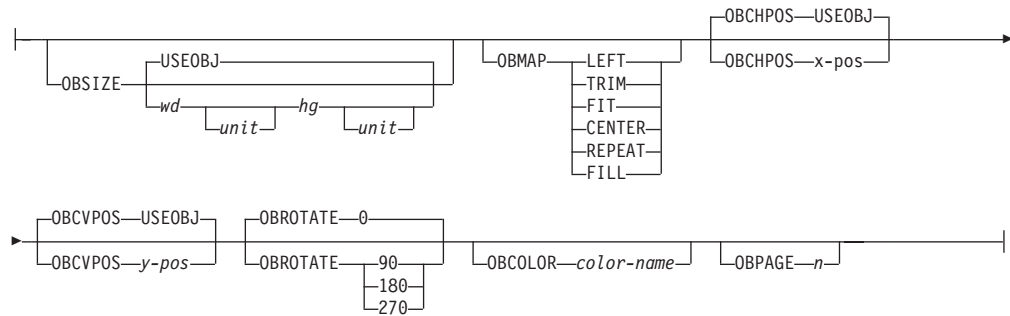 OBCHPOS USEOBJ
USEOBJ OBMAP LEFT OBCHPOS x-pos
OBSIZE TRIM
wd hg FIT
unit unit CENTER
REPEAT
FILL
OBCVPOS USEOBJ OBROTATE 0
OBCVPOS y-pos OBROTATE 90 OBCOLOR color-name OBPAGE n
180
270